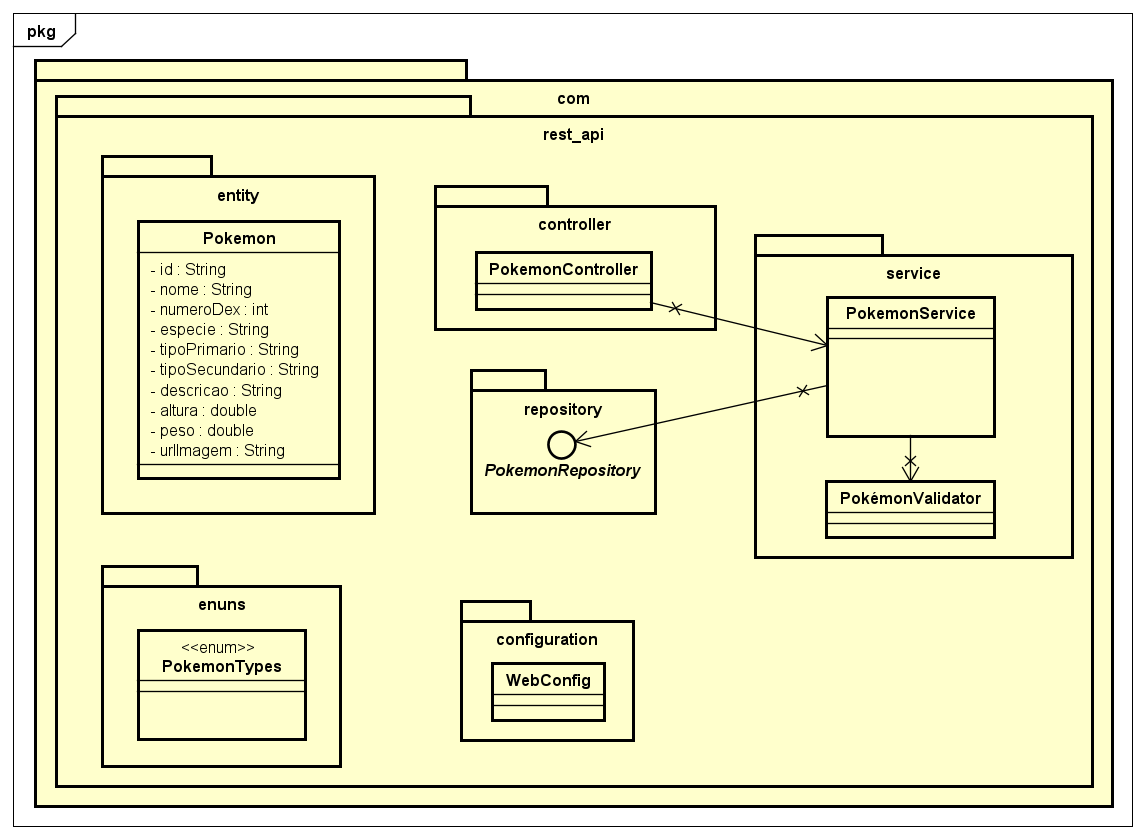 pkg
com
rest_api
entity
Pokemon
- id : String
- nome : String
- numeroDex : int
- especie : String
- tipoPrimario : String
- tipoSecundario : String
- descricao : String
- altura : double
- peso : double
- urlImagem : String
controller
PokemonController
service
PokemonService
PokémonValidator
repository
PokemonRepository
enuns
<<enum>>
PokemonTypes
configuration
WebConfig